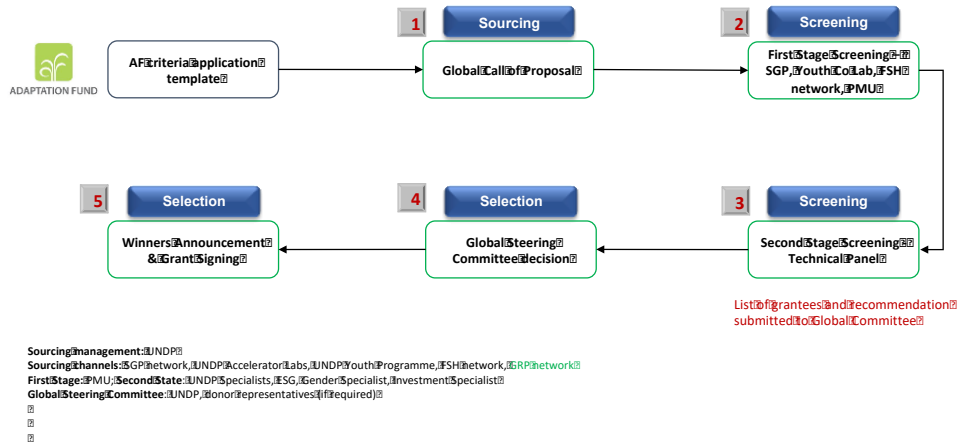 1
Sourcing
2
Screening
AF criteria application
template
Global Call of Proposal
First Stage Screening –
SGP, Youth Co Lab, FSH
network, PMU
ADAPTATION FUND
5
Selection
4
Selection
3
Screening
Winners Announcement
& Grant Signing
Global Steering
Committee decision
Second Stage Screening –
Technical Panel
List of grantees and recommendation
submitted to Global Committee
Sourcing management: UNDP
Sourcing channels: SGP network, UNDP Accelerator Labs, UNDP Youth Programme, FSH network, GRP network
First Stage: PMU; Second State: UNDP Specialists, ESG, Gender Specialist, Investment Specialist
Global Steering Committee: UNDP, donor representatives (if required)